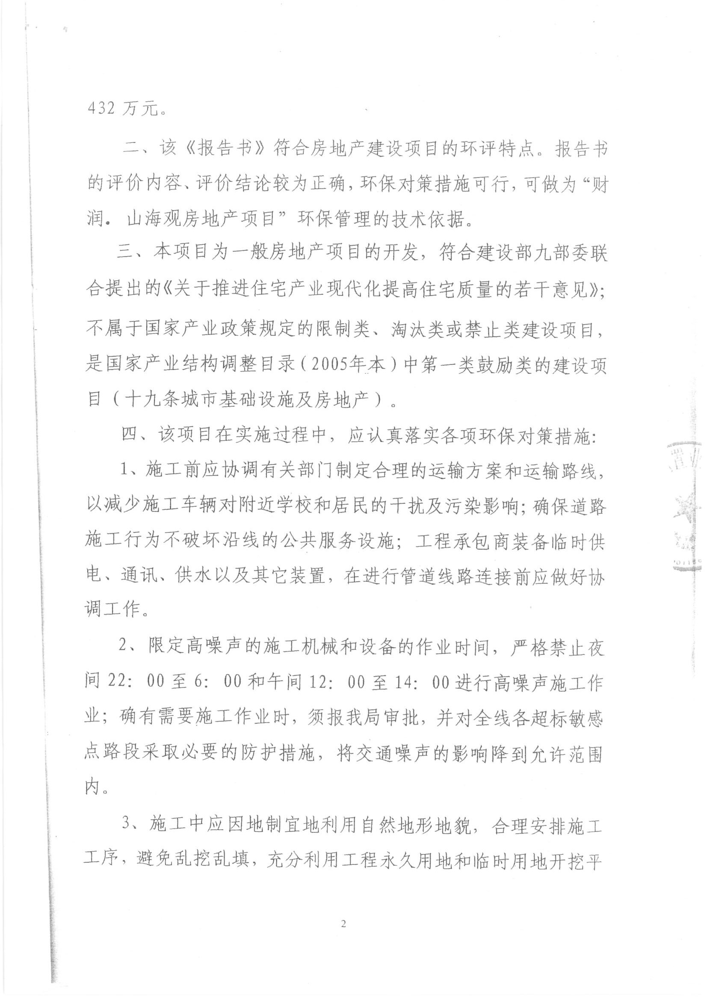 432 万元。
二、该《报告书》符合房地产建设项目的环评特点。报告书
的评价内容、评价结论较为正确，环保对策措施可行，可做为“财
润．山海观房地产项目”环保管理的技术依据。
三、本项目为一般房地产项目的开发，符合建设部九部委联
合提出的《关于推进住宅产业现代化提高住宅质量的若干意见》；
不属于国家产业政策规定的限制类、淘汰类或禁止类建设项目，
是国家产业结构调整目录（2005年本）中第一类鼓励类的建设项
目（十九条城市基础设施及房地产）。
四、该项目在实施过程中，应认真落实各项环保对策措施：
1、施工前应协调有关部门制定合理的运输方案和运输路线，
以减少施工车辆对附近学校和居民的干扰及污染影响；确保道路
施工行为不破坏沿线的公共服务设施；工程承包商装备临时供
电、通讯、供水以及其它装置，在进行管道线路连接前应做好协
调工作。
2、限定高噪声的施工机械和设备的作业时间，严格禁止夜
间 22：00 至 6：00 和午间 12：00 至 14：00 进行高噪声施工作
业；确有需要施工作业时，须报我局审批，并对全线各超标敏感
点路段采取必要的防护措施，将交通噪声的影响降到允许范围
内。
3、施工中应因地制宜地利用自然地形地貌，合理安排施工
工序，避免乱挖乱填，充分利用工程永久用地和临时用地开挖平
2
置业